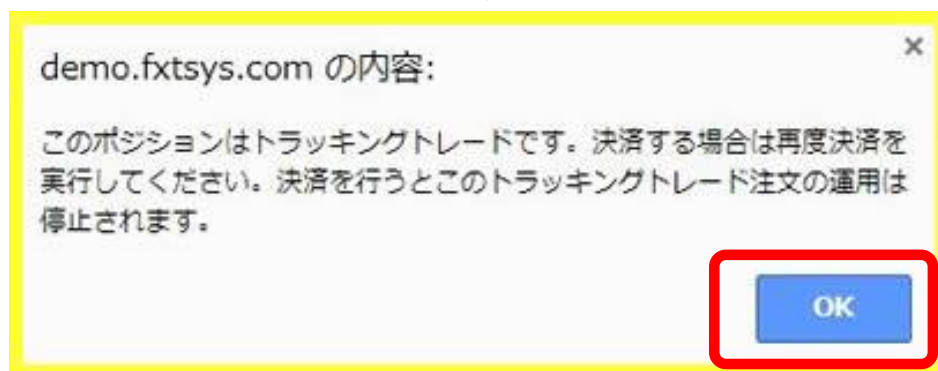 demo.fxtsys.com の内容:
このポジションはトラッキングトレードです。決済する場合は再度決済を
実行してください。決済を行うとこのトラッキングトレード注文の運用は
停止されます。
OK